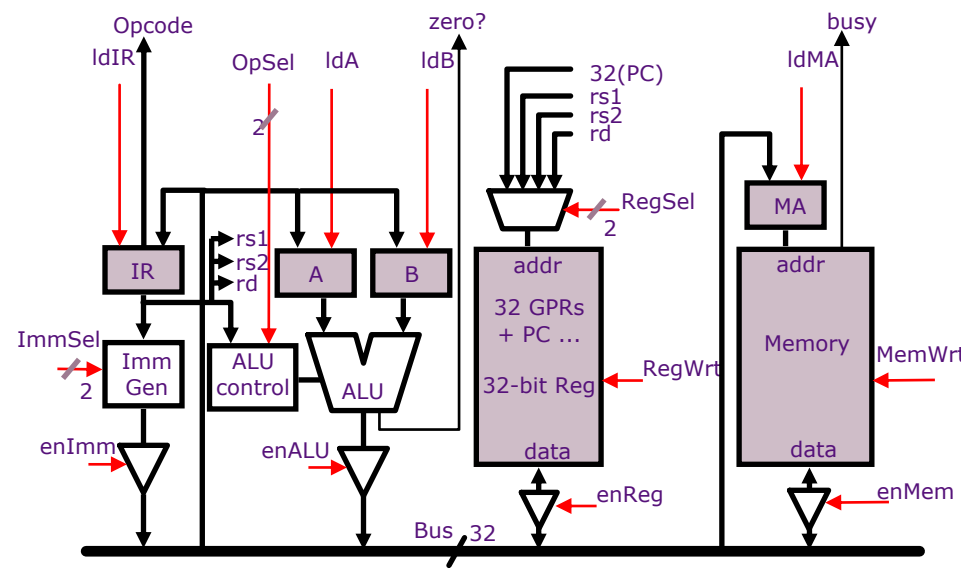 Opcode
zero?
busy
ldIR
OpSel
ldA
ldB
ldMA
32(PC)
rs1
rs2
rd
2
RegSel
2
MA
rs1
rs2
rd
IR
A
B
addr
addr
32 GPRs
+ PC ...
32-bit Reg
Memory
ImmSel
2
Imm
Gen
ALU
control
ALU
RegWrt
MemWrt
data
data
enImm
enALU
enReg
enMem
Bus
32